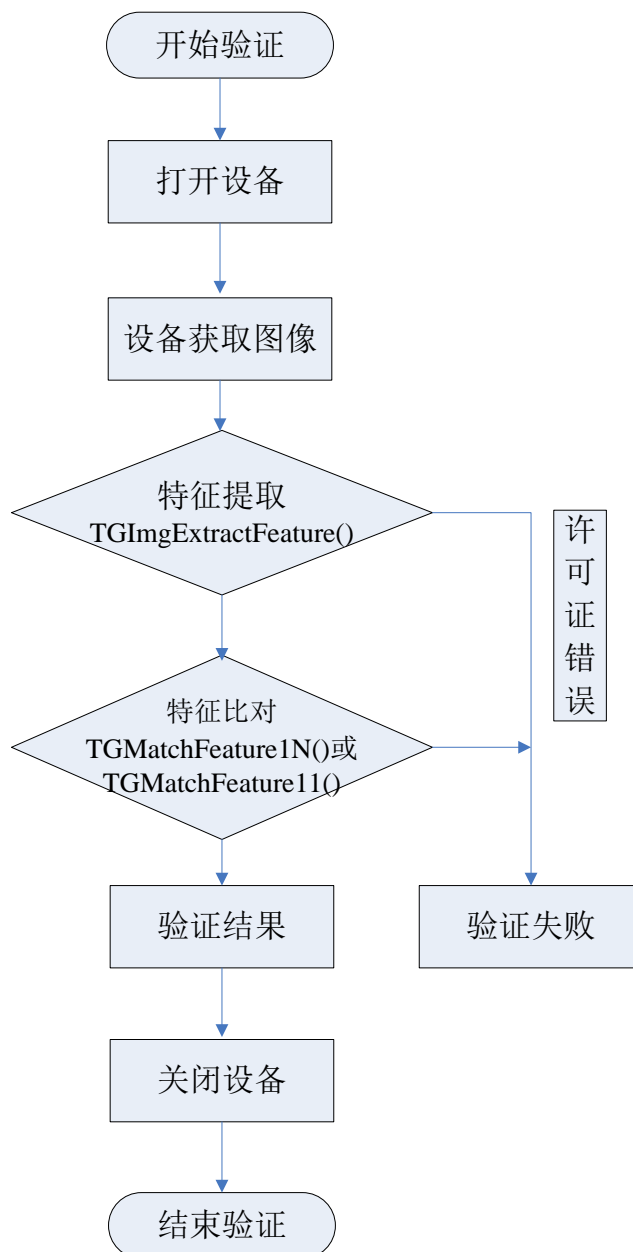 开始验证
打开设备
设备获取图像
特征提取
TGImgExtractFeature()
许可证错误
特征比对
TGMatchFeature1N()或
TGMatchFeature11()
验证结果
验证失败
关闭设备
结束验证